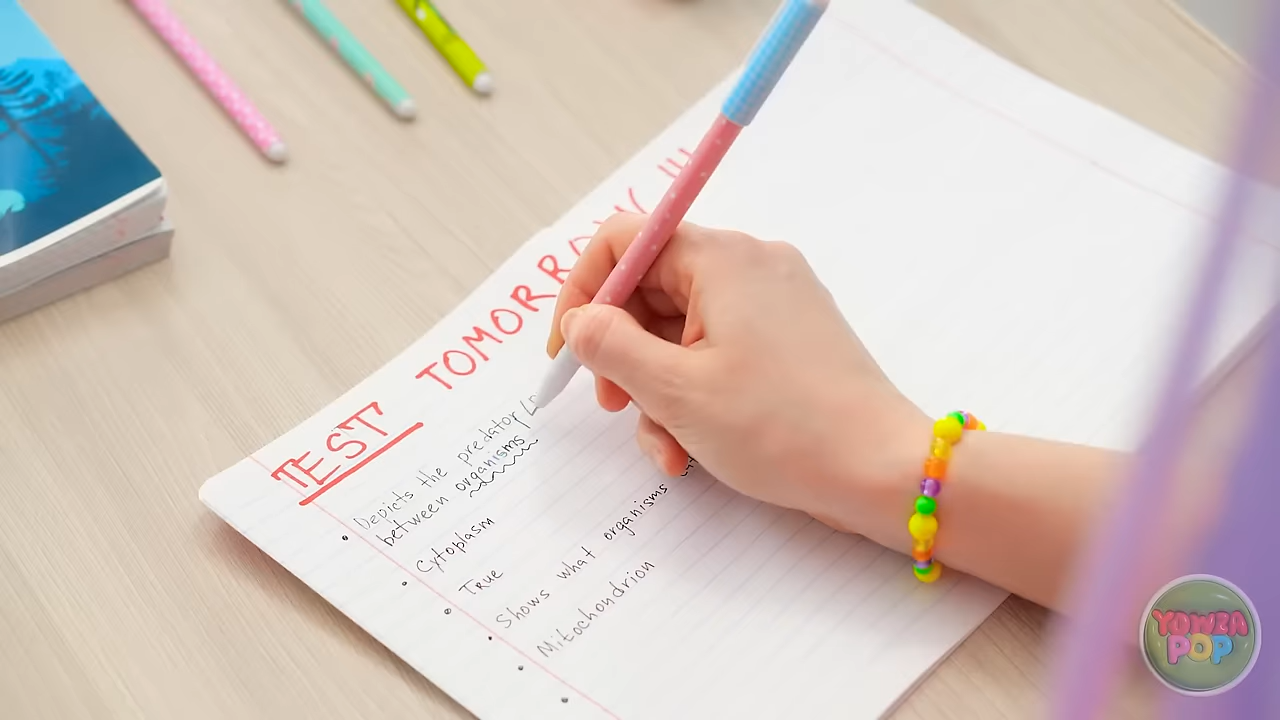 TEST TOMORROW !!!
Depicts the predator
between organisms
Cytoplasm
True
Shows what organisms
Mitochondrion
YOWZA
POP